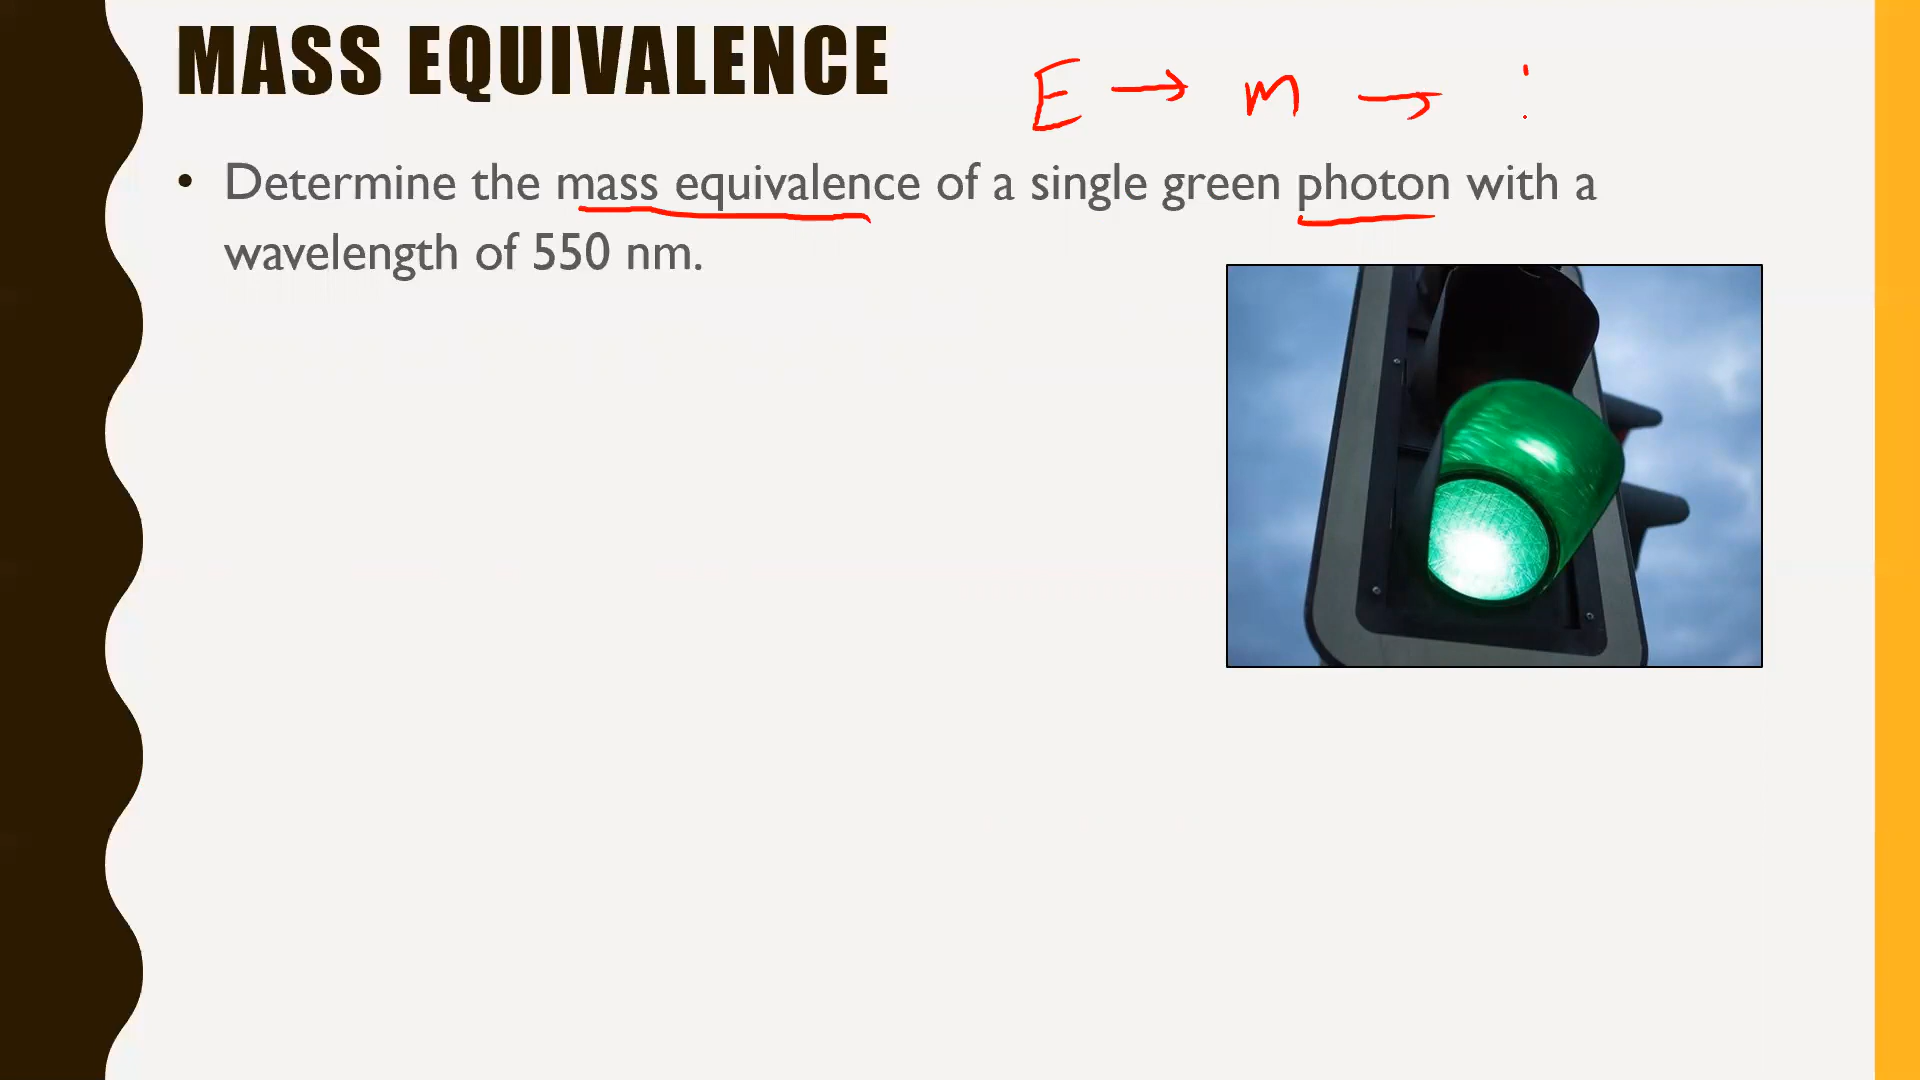 MASS EQUIVALENCE
E → m →
• Determine the mass equivalence of a single green photon with a
wavelength of 550 nm.